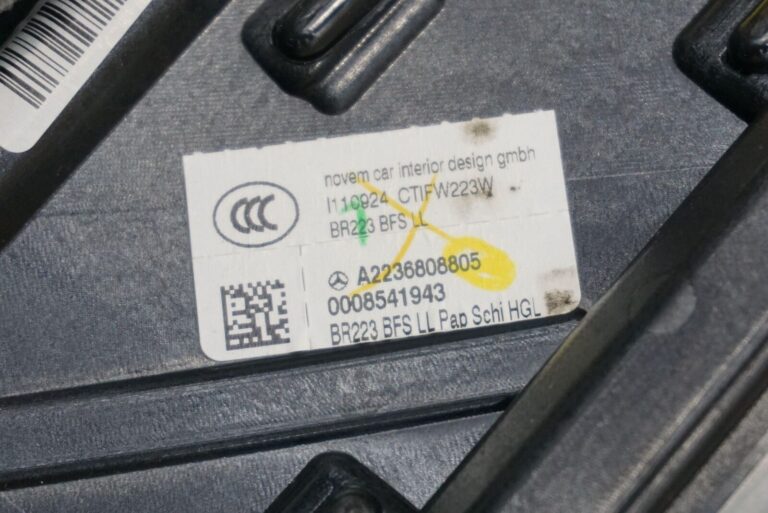 CCC
novem car interior design gmbh
I110924 CTIFW223W
BR223 BFS LL
A2236808805
0008541943
BR223 BFS LL Pap Schi HGL